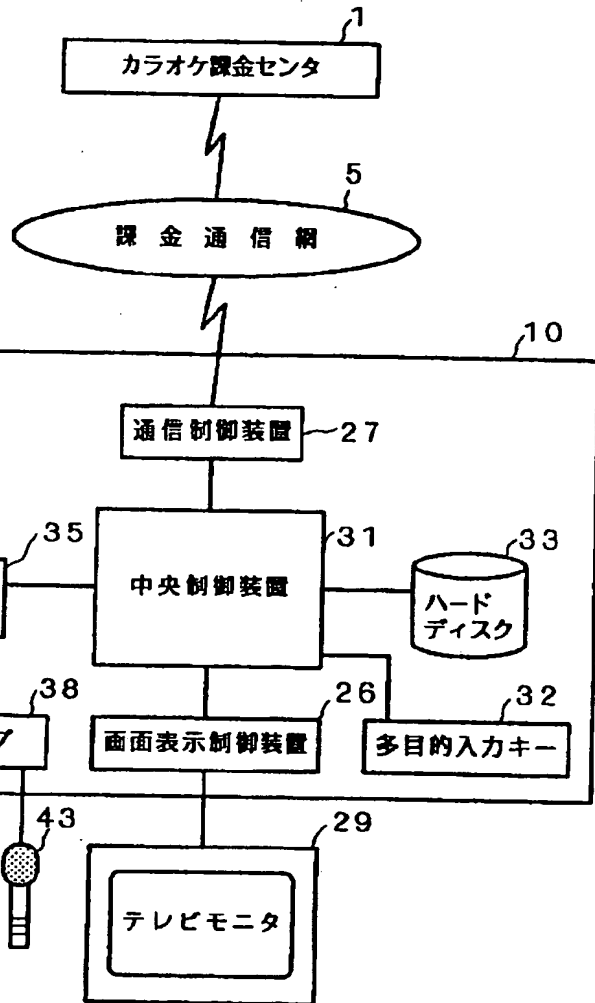 1
カラオケ課金センタ
5
課金通信網
10
通信制御装置
27
35
31
33
中央制御装置
ハード
ディスク
38
26
32
プ
画面表示制御装置
多目的入力キー
43
29
テレビモニタ